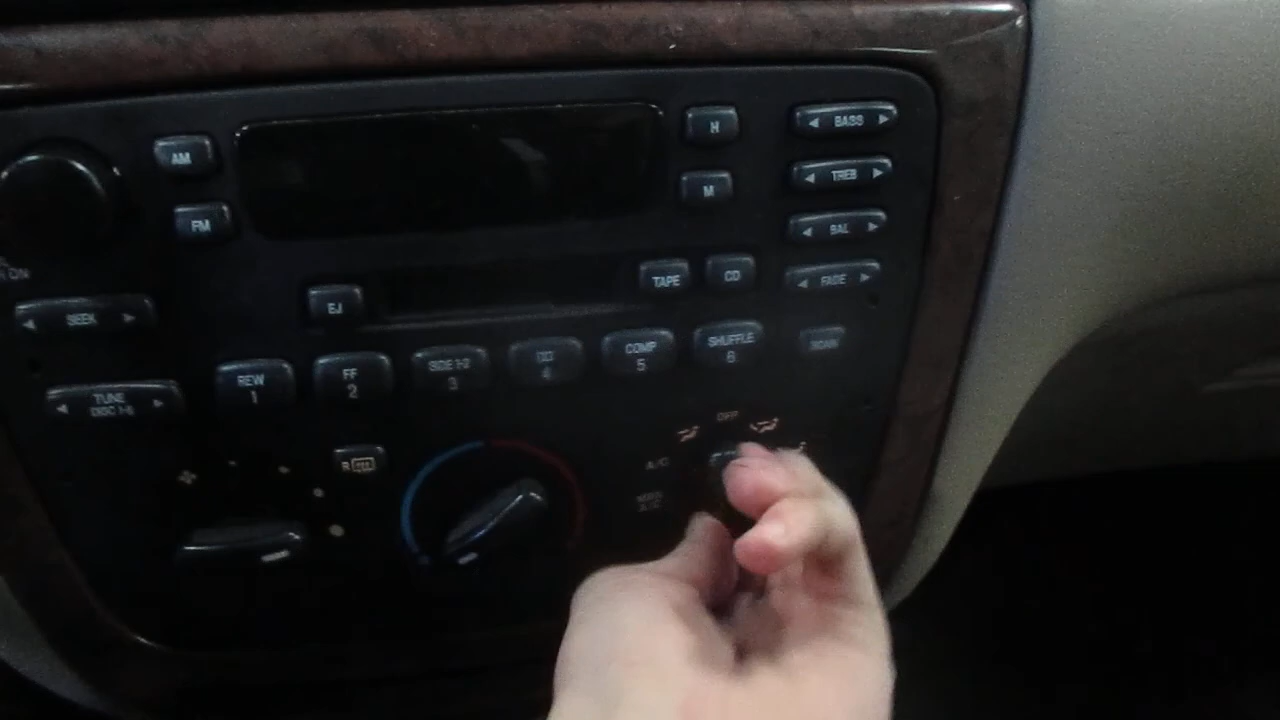 AM
FM
SEEK
TUNE
DISC 1-6
EJ
TAPE
CD
H
M
BASS
TREB
BAL
FADE
REW
1
FF
2
SIDE 1-2
3
4
COMP
5
SHUFFLE
6
SCAN
R
OFF
A/C
A/C